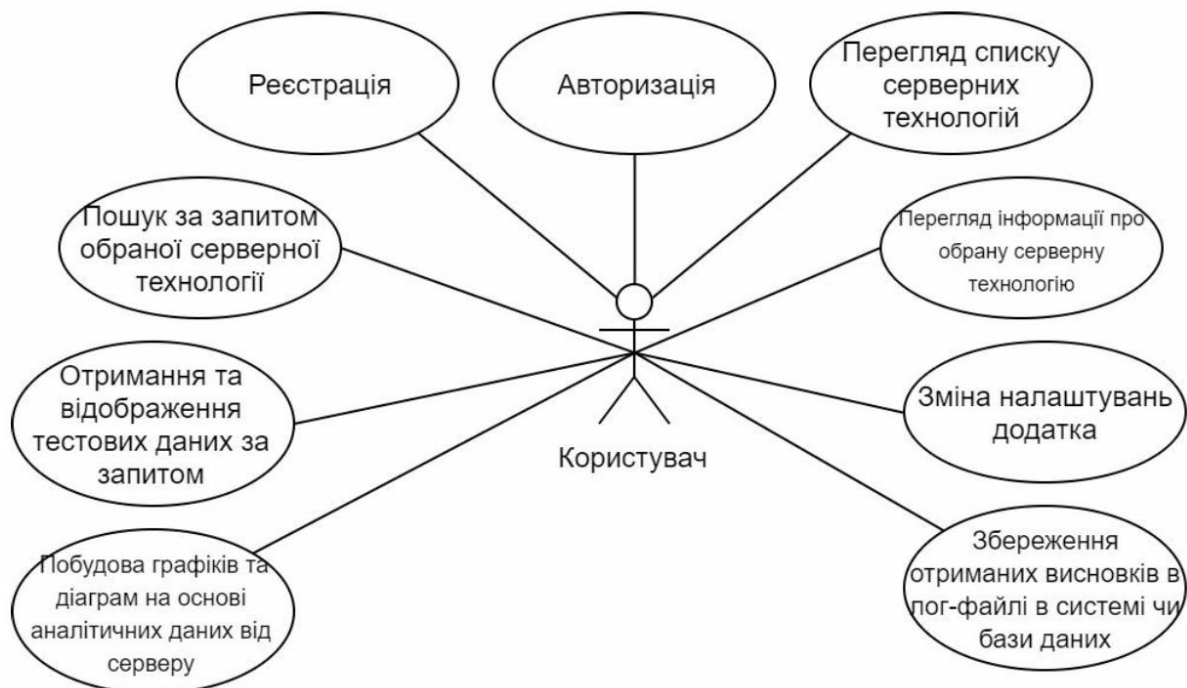 Реєстрація
Авторизація
Перегляд списку
серверних
технологій
Пошук за запитом
обраної серверної
технології
Перегляд інформації про
обрану серверну
технологію
Отримання та
відображення
тестових даних за
запитом
Зміна налаштувань
додатка
Користувач
Побудова графіків та
діаграм на основі
аналітичних даних від
серверу
Збереження
отриманих висновків в
лог-файлі в системі чи
бази даних